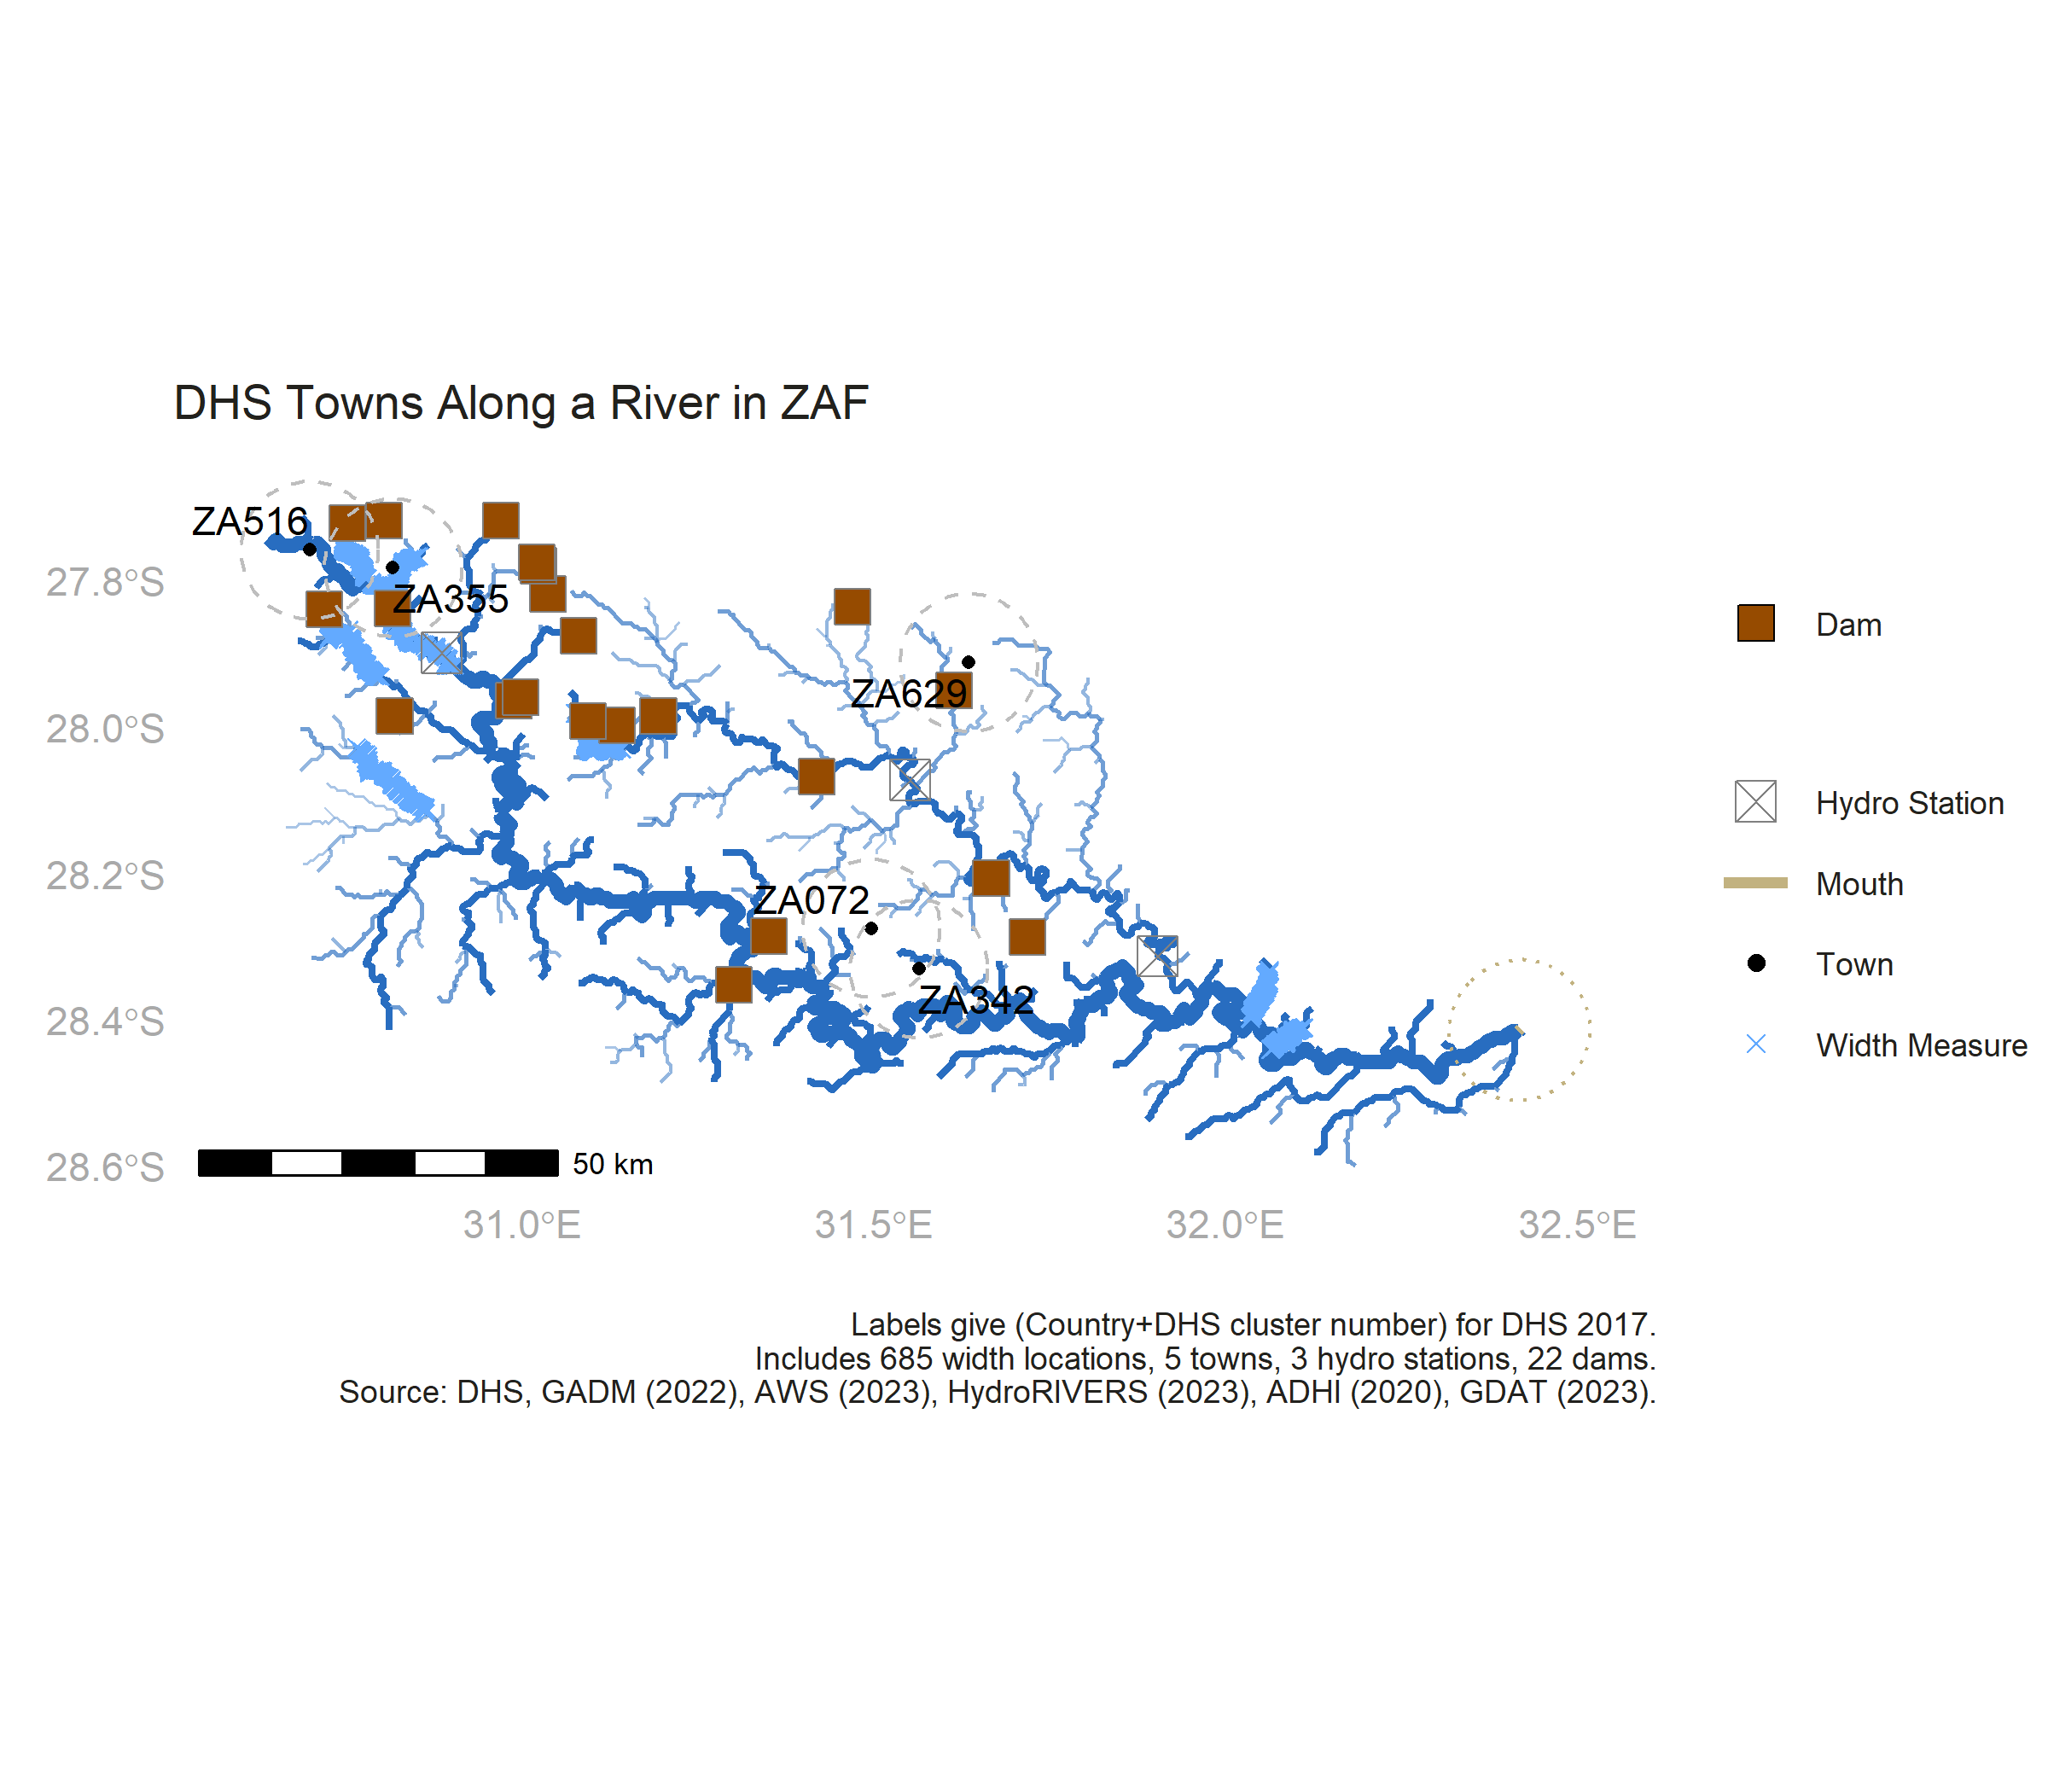 DHS Towns Along a River in ZAF
ZA516
27.8°S
ZA355
Dam
ZA629
28.0°S
Hydro Station
28.2°S
ZA072
Mouth
Town
ZA342
28.4°S
Width Measure
28.6°S
50 km
31.0°E
31.5°E
32.0°E
32.5°E
Labels give (Country+DHS cluster number) for DHS 2017.
Includes 685 width locations, 5 towns, 3 hydro stations, 22 dams.
Source: DHS, GADM (2022), AWS (2023), HydroRIVERS (2023), ADHI (2020), GDAT (2023).